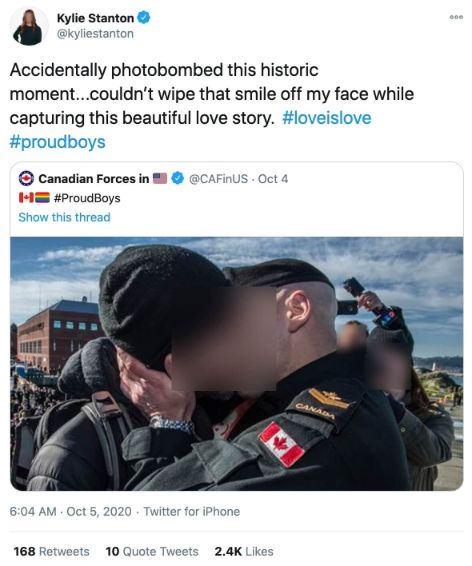 Kylie Stanton
@kyliestanton
Accidentally photobombed this historic
moment...couldn't wipe that smile off my face while
capturing this beautiful love story. #loveislove
#proudboys
Canadian Forces in 🇺🇸 @CAFinUS · Oct 4
🇨🇦🏳️‍🌈 #ProudBoys
Show this thread
CANADA
6:04 AM · Oct 5, 2020 · Twitter for iPhone
168 Retweets 10 Quote Tweets 2.4K Likes